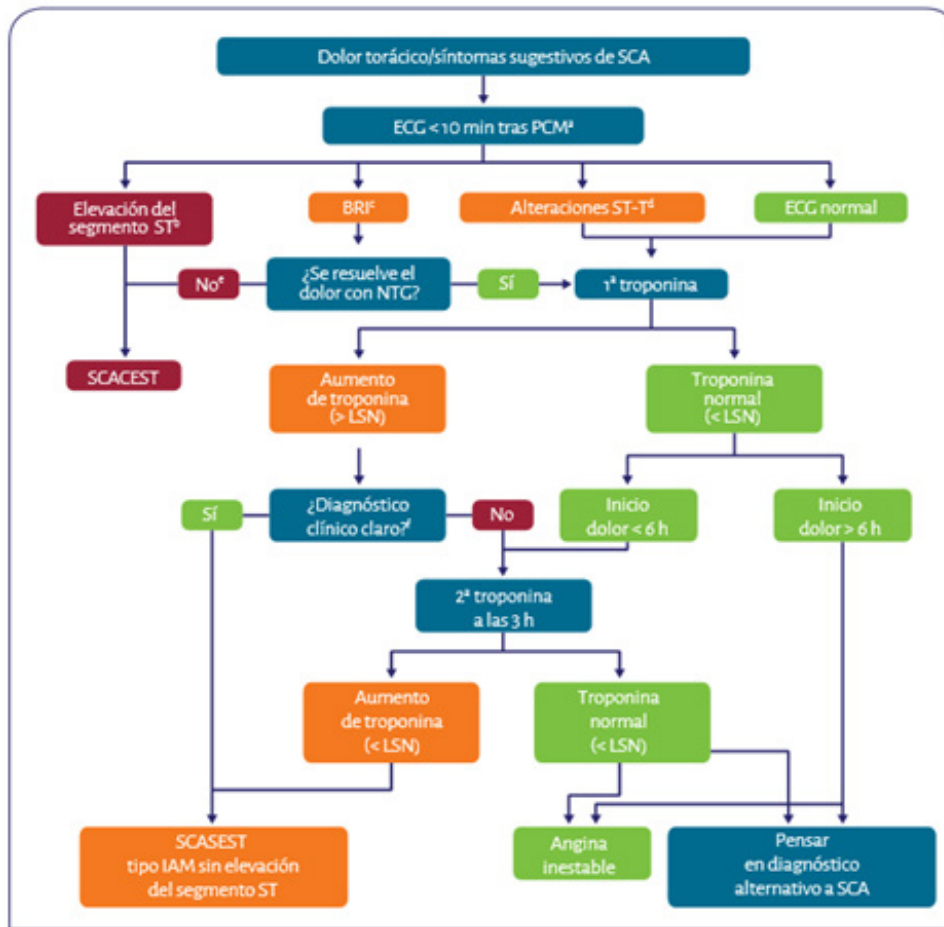 Dolor torácico/síntomas sugestivos de SCA
ECG < 10 min tras PCMª
Elevación del
segmento STᵇ
BRIᶜ
Alteraciones ST-Tᵈ
ECG normal
Noᵉ
¿Se resuelve el
dolor con NTG?
Sí
1ª troponina
SCACEST
Aumento
de troponina
(> LSN)
Troponina
normal
(< LSN)
Sí
¿Diagnóstico
clínico claro?ᶠ
No
Inicio
dolor < 6 h
Inicio
dolor > 6 h
2ª troponina
a las 3 h
Aumento
de troponina
(< LSN)
Troponina
normal
(< LSN)
SCASEST
tipo IAM sin elevación
del segmento ST
Angina
inestable
Pensar
en diagnóstico
alternativo a SCA